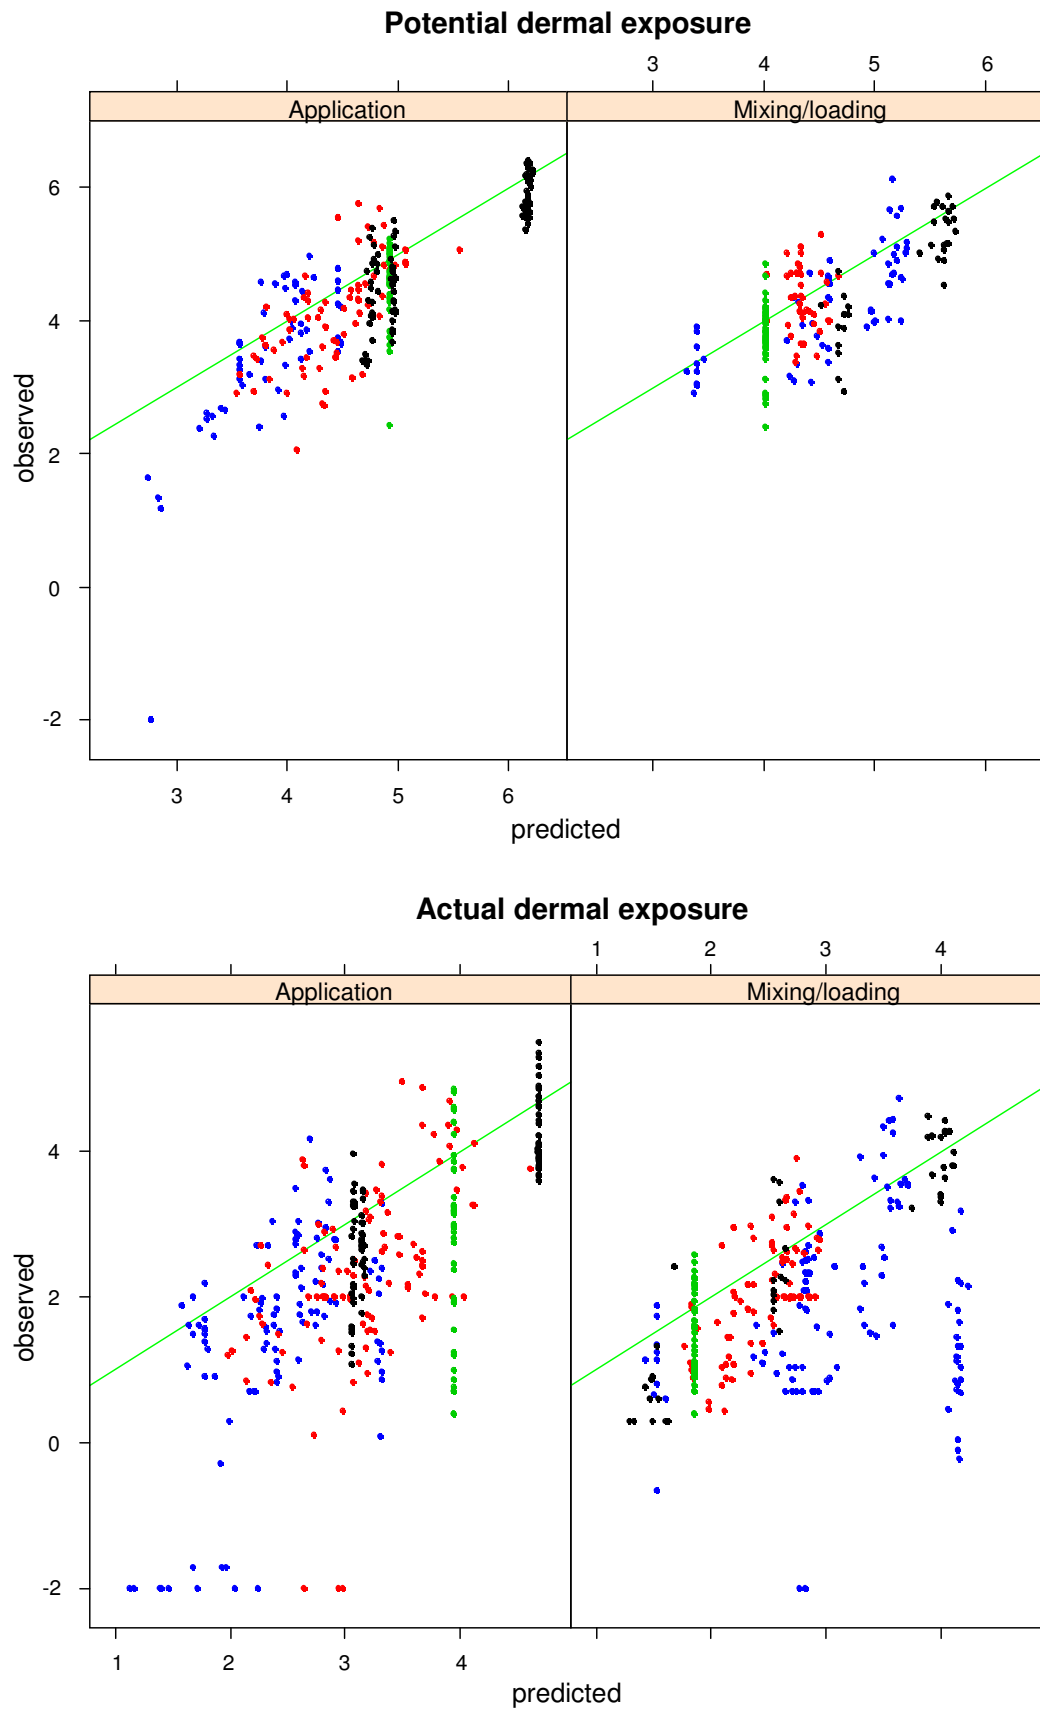 Potential dermal exposure
3 4 5 6
Application Mixing/loading
6
4
2
0
-2
observed
3 4 5 6
predicted
Actual dermal exposure
1 2 3 4
Application Mixing/loading
4
2
0
-2
observed
1 2 3 4
predicted